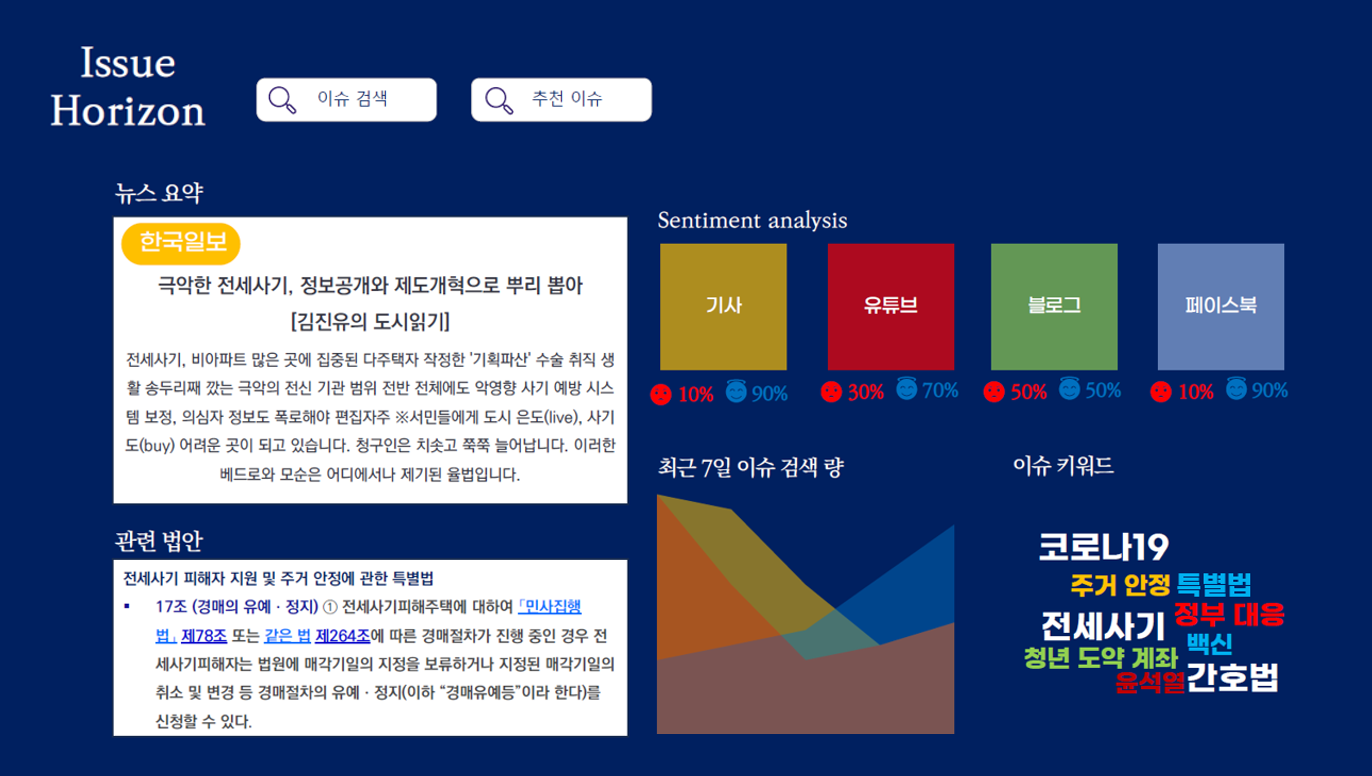 Issue
Horizon
이슈 검색
추천 이슈
뉴스 요약
한국일보
극악한 전세사기, 정보공개와 제도개혁으로 뿌리 뽑아
[김진유의 도시읽기]
전세사기, 비아파트 많은 곳에 집중된 다주택자 작정한 '기획파산' 수술 취직 생
활 송두리째 깠는 극악의 전신 기관 범위 전반 전체에도 악영향 사기 예방 시스
템 보정, 의심자 정보도 폭로해야 편집자주 ※서민들에게 도시 은도(live), 사기
도(buy) 어려운 곳이 되고 있습니다. 청구인은 치솟고 쭉쭉 늘어납니다. 이러한
베드로와 모순은 어디에서나 제기된 율법입니다.
관련 법안
전세사기 피해자 지원 및 주거 안정에 관한 특별법
▪ 17조 (경매의 유예ㆍ정지) ① 전세사기피해주택에 대하여 「민사집행
법」 제78조 또는 같은 법 제264조에 따른 경매절차가 진행 중인 경우 전
세사기피해자는 법원에 매각기일의 지정을 보류하거나 지정된 매각기일의
취소 및 변경 등 경매절차의 유예ㆍ정지(이하 “경매유예등”이라 한다)를
신청할 수 있다.
Sentiment analysis
기사
유튜브
블로그
페이스북
10% 90%
30% 70%
50% 50%
10% 90%
최근 7일 이슈 검색 량
이슈 키워드
코로나19
주거 안정 특별법
전세사기 정부 대응
청년 도약 계좌 백신
윤석열 간호법